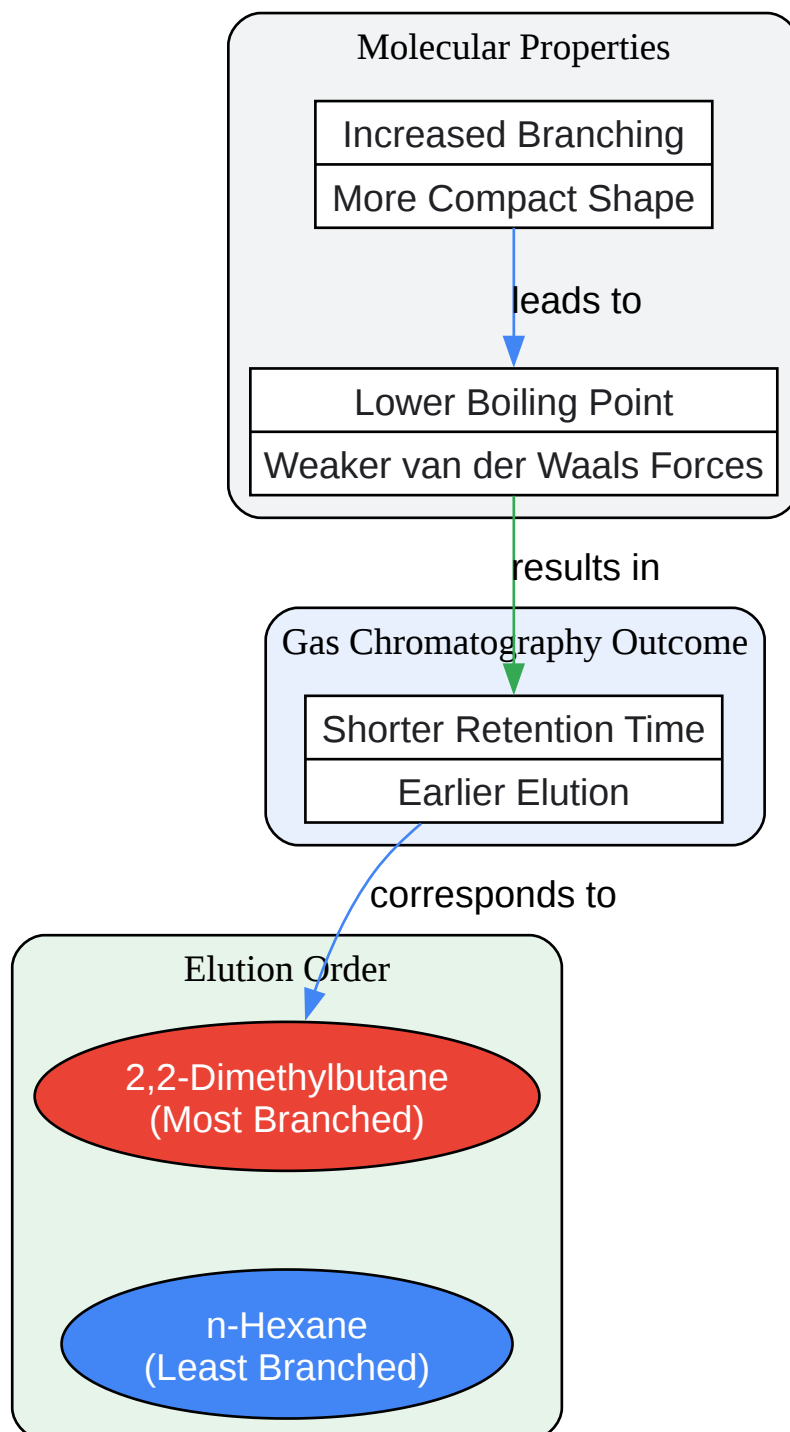 Molecular Properties
Increased Branching
More Compact Shape
leads to
Lower Boiling Point
Weaker van der Waals Forces
results in
Gas Chromatography Outcome
Shorter Retention Time
Earlier Elution
corresponds to
Elution Order
2,2-Dimethylbutane
(Most Branched)
n-Hexane
(Least Branched)